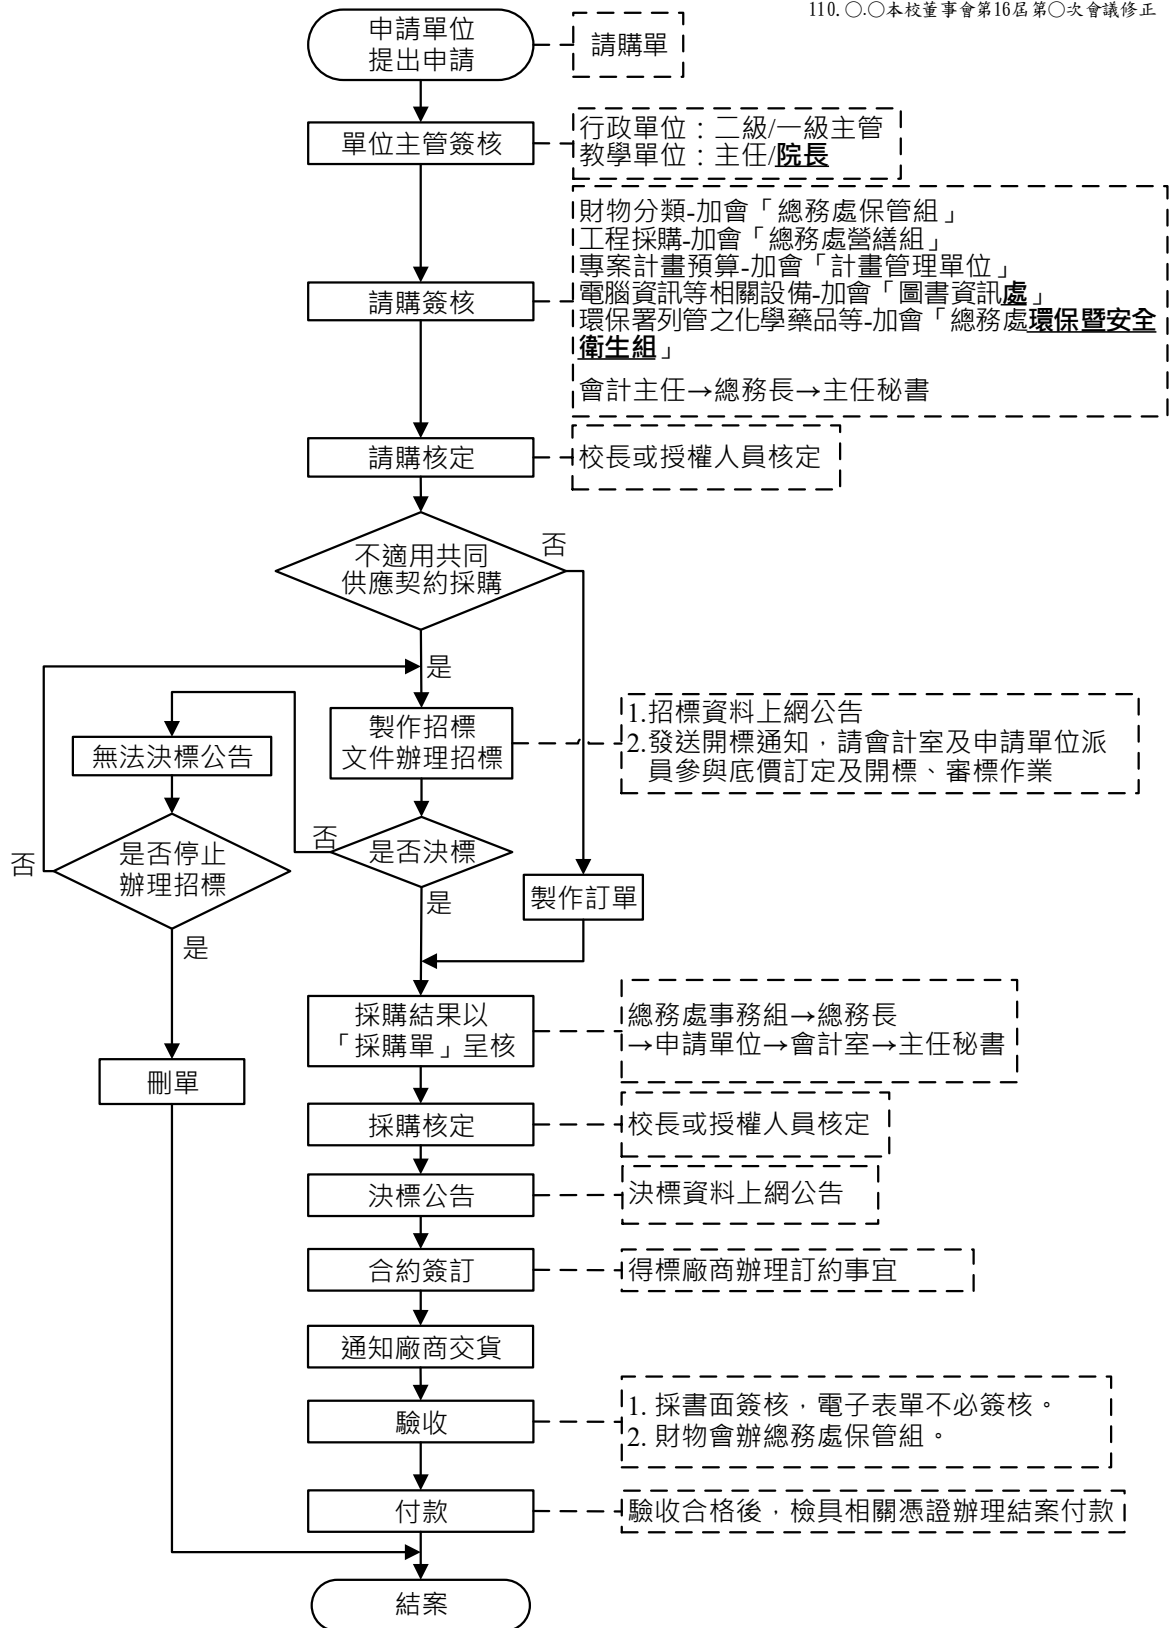 110.○.○本校董事會第16屆第○次會議修正
申請單位
提出申請
請購單
單位主管簽核
行政單位：二級/一級主管
教學單位：主任/院長
請購簽核
財物分類-加會「總務處保管組」
工程採購-加會「總務處營繕組」
專案計畫預算-加會「計畫管理單位」
電腦資訊等相關設備-加會「圖書資訊處」
環保署列管之化學藥品等-加會「總務處環保暨安全
衛生組」
會計主任→總務長→主任秘書
請購核定
校長或授權人員核定
不適用共同
供應契約採購
否
是
製作招標
文件辦理招標
1.招標資料上網公告
2.發送開標通知，請會計室及申請單位派
員參與底價訂定及開標、審標作業
無法決標公告
是否停止
辦理招標
否
是
是否決標
否
是
製作訂單
刪單
採購結果以
「採購單」呈核
總務處事務組→總務長
→申請單位→會計室→主任秘書
採購核定
校長或授權人員核定
決標公告
決標資料上網公告
合約簽訂
得標廠商辦理訂約事宜
通知廠商交貨
驗收
1. 採書面簽核，電子表單不必簽核。
2. 財物會辦總務處保管組。
付款
驗收合格後，檢具相關憑證辦理結案付款
結案